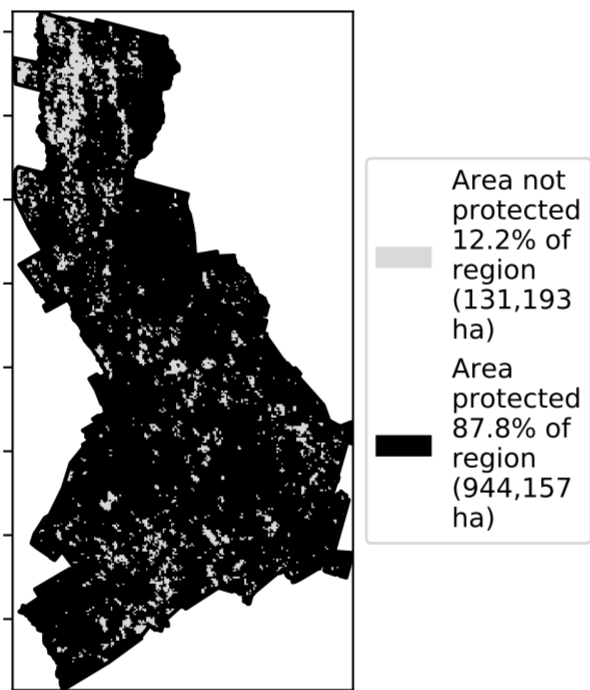 Area not
protected
12.2% of
region
(131,193
ha)
Area
protected
87.8% of
region
(944,157
ha)